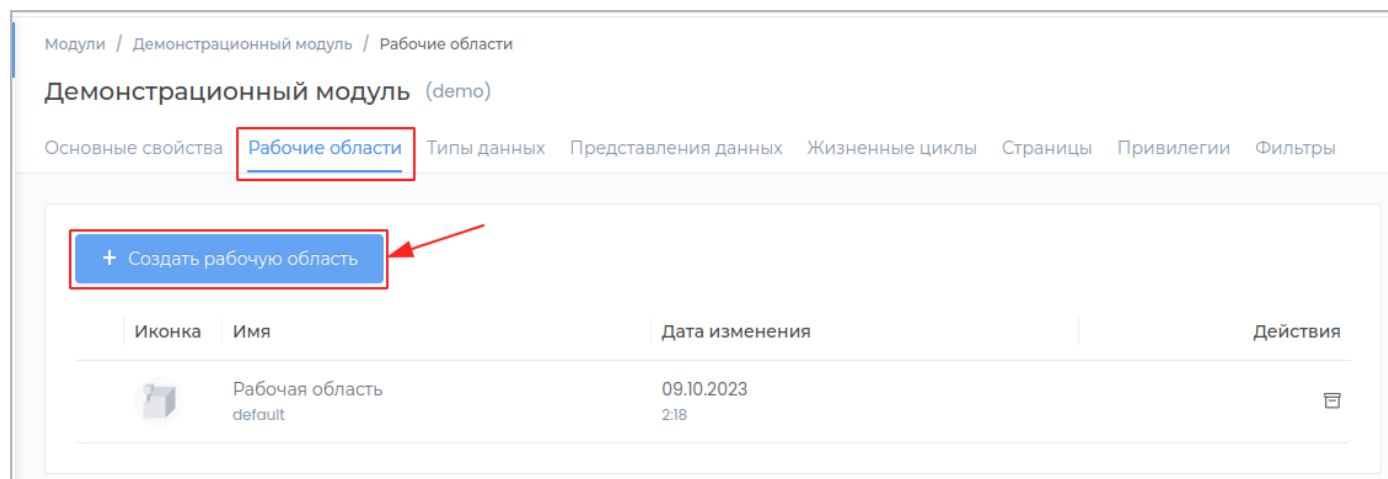 Модули / Демонстрационный модуль / Рабочие области
Демонстрационный модуль (demo)
Основные свойства Рабочие области Типы данных Представления данных Жизненные циклы Страницы Привилегии Фильтры
+ Создать рабочую область
Иконка Имя Дата изменения Действия
Рабочая область 09.10.2023
default 2:18